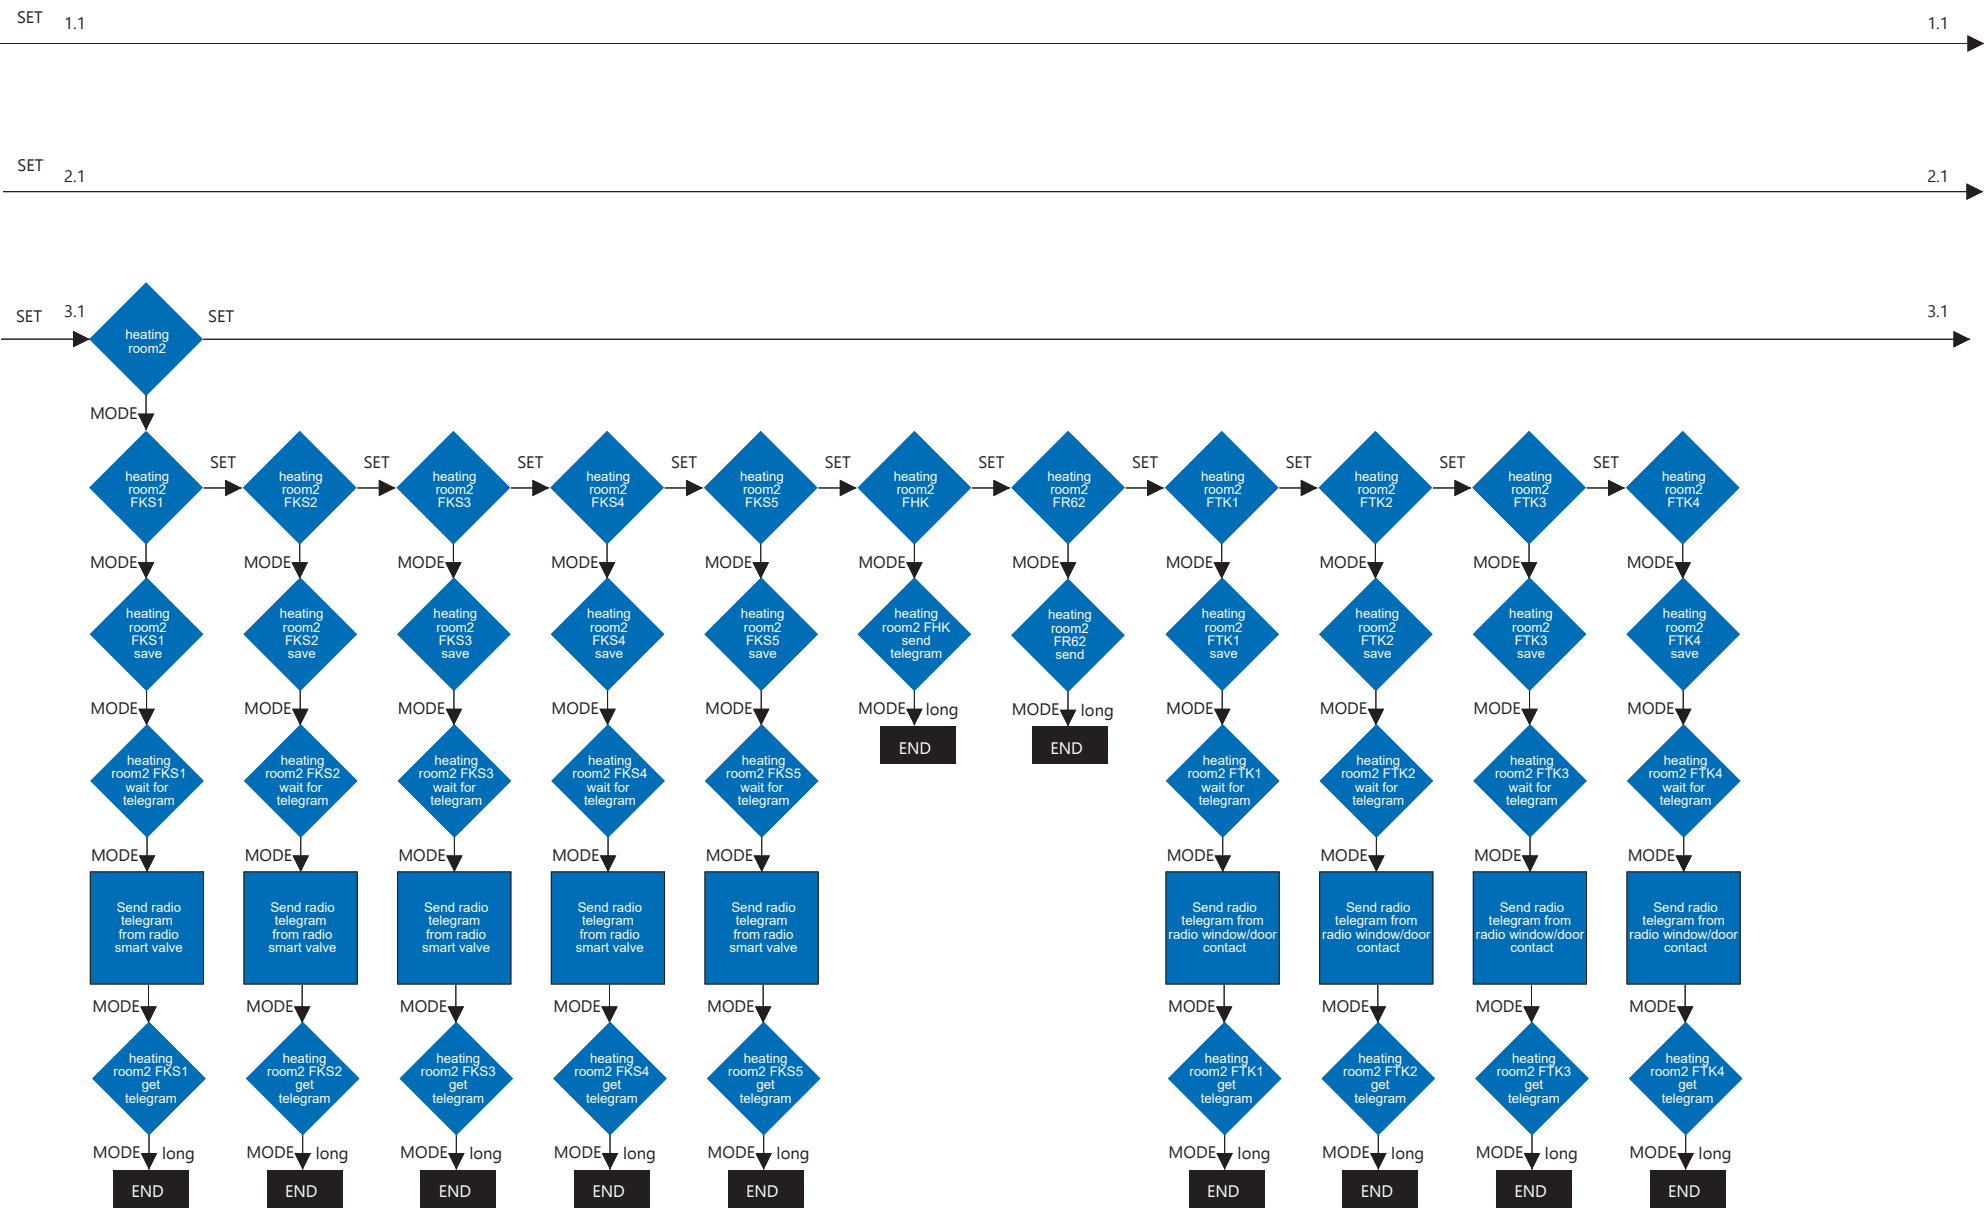 SET 1.1 1.1
SET 2.1 2.1
SET 3.1 SET 3.1
heating
room2
MODE
SET SET SET SET SET SET SET SET SET SET
heating heating heating heating heating heating heating heating heating heating heating
room2 room2 room2 room2 room2 room2 room2 room2 room2 room2 room2
FKS1 FKS2 FKS3 FKS4 FKS5 FHK FR62 FTK1 FTK2 FTK3 FTK4
MODE MODE MODE MODE MODE MODE MODE MODE MODE MODE MODE
heating heating heating heating heating heating heating heating heating heating heating
room2 room2 room2 room2 room2 room2 FHK room2 room2 room2 room2 room2
FKS1 FKS2 FKS3 FKS4 FKS5 send FR62 FTK1 FTK2 FTK3 FTK4
save save save save save telegram send save save save save
MODE MODE MODE MODE MODE MODE long MODE long MODE MODE MODE MODE
END END
heating heating heating heating heating heating heating heating heating
room2 FKS1 room2 FKS2 room2 FKS3 room2 FKS4 room2 FKS5 room2 FTK1 room2 FTK2 room2 FTK3 room2 FTK4
wait for wait for wait for wait for wait for wait for wait for wait for wait for
telegram telegram telegram telegram telegram telegram telegram telegram telegram
MODE MODE MODE MODE MODE MODE MODE MODE MODE
Send radio Send radio Send radio Send radio Send radio Send radio Send radio Send radio Send radio
telegram telegram telegram telegram telegram telegram from telegram from telegram from telegram from
from radio from radio from radio from radio from radio radio window/door radio window/door radio window/door radio window/door
smart valve smart valve smart valve smart valve smart valve contact contact contact contact
MODE MODE MODE MODE MODE MODE MODE MODE MODE
heating heating heating heating heating heating heating heating heating
room2 FKS1 room2 FKS2 room2 FKS3 room2 FKS4 room2 FKS5 room2 FTK1 room2 FTK2 room2 FTK3 room2 FTK4
get get get get get get get get get
telegram telegram telegram telegram telegram telegram telegram telegram telegram
MODE long MODE long MODE long MODE long MODE long MODE long MODE long MODE long MODE long
END END END END END END END END END